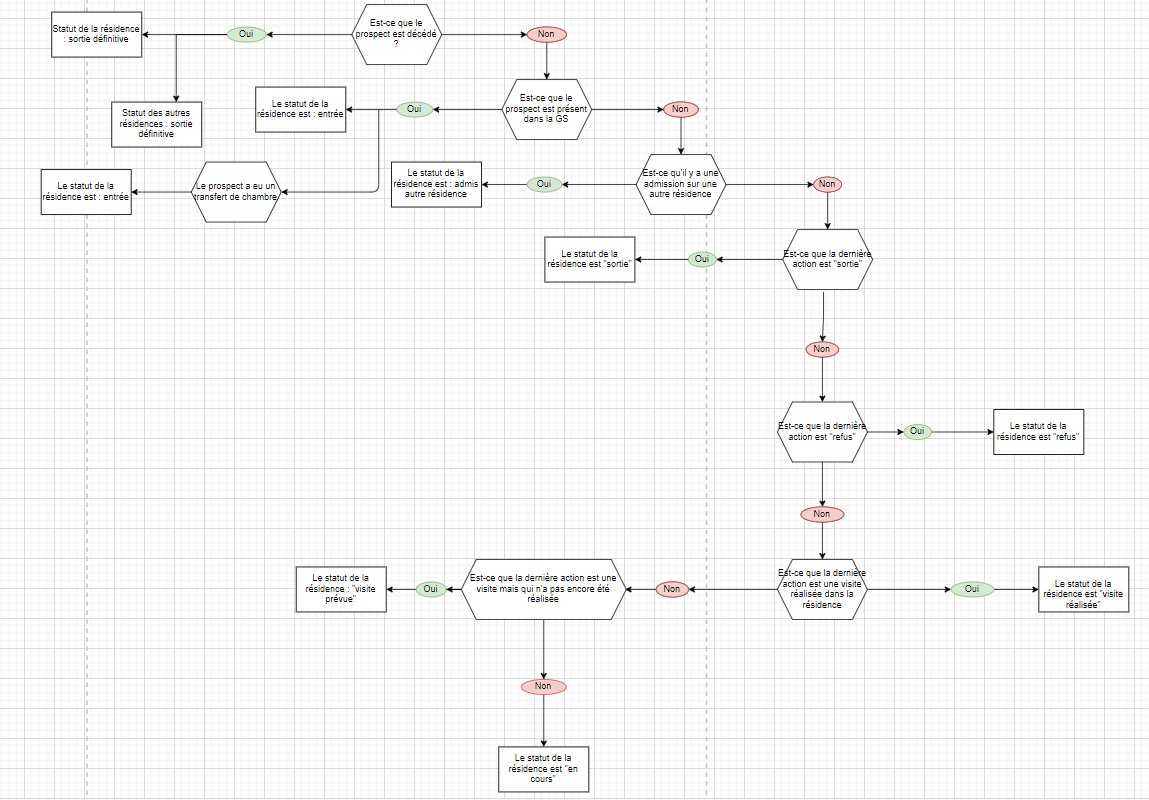 Statut de la résidence
: sortie définitive
Oui
Est-ce que le
prospect est décédé
?
Non
Statut des autres
résidences : sortie
définitive
Le statut de la
résidence est : entrée
Oui
Est-ce que le
prospect est présent
dans la GS
Non
Le statut de la
résidence est : entrée
Le prospect a eu un
transfert de chambre
Le statut de la
résidence est : admis
autre résidence
Oui
Est-ce qu'il y a une
admission sur une
autre résidence
Non
Le statut de la
résidence est "sortie"
Oui
Est-ce que la dernière
action est "sortie"
Non
Est-ce que la dernière
action est "refus"
Oui
Le statut de la
résidence est "refus"
Non
Le statut de la
résidence : "visite
prévue"
Oui
Est-ce que la dernière action est une
visite mais qui n'a pas encore été
réalisée
Non
Est-ce que la dernière
action est une visite
réalisée dans la
résidence
Oui
Le statut de la
résidence est "visite
réalisée"
Non
Le statut de la
résidence est "en
cours"